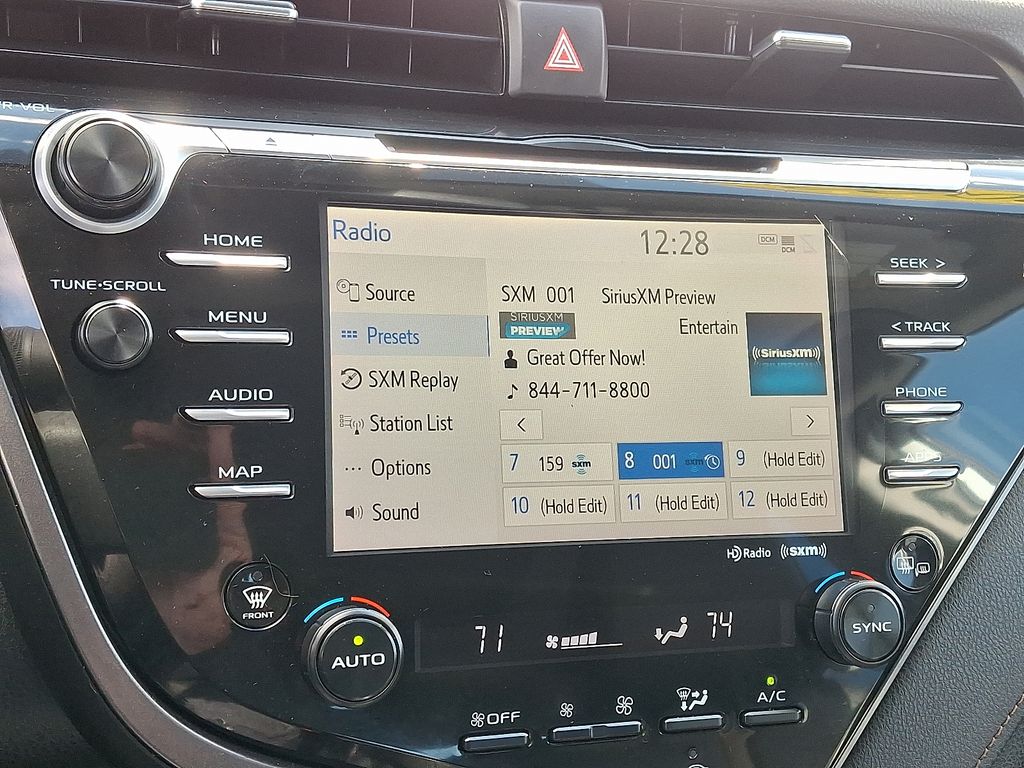 PWR•VOL
HOME
TUNE•SCROLL
MENU
AUDIO
MAP
Radio
12:28
DCM
DCM
Source
Presets
SXM Replay
Station List
Options
Sound
SXM 001 SiriusXM Preview
SIRIUSXM
PREVIEW
Entertain
Great Offer Now!
844-711-8800
((SiriusXM))
<
>
7 159 sxm
8 001 sxm
9 (Hold Edit)
10 (Hold Edit)
11 (Hold Edit)
12 (Hold Edit)
SEEK >
< TRACK
PHONE
APPS
HD Radio ((sxm))
FRONT
AUTO
71
74
SYNC
OFF
A/C